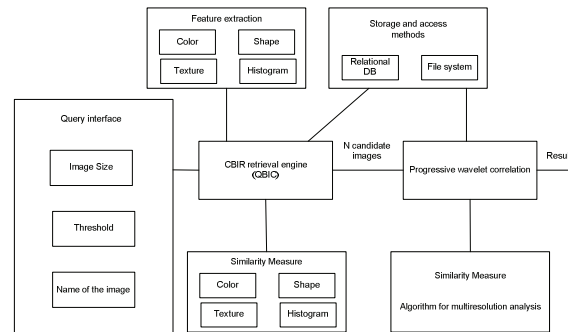 Feature extraction
Color
Shape
Texture
Histogram
Storage and access
methods
Relational
DB
File system
Query interface
Image Size
Threshold
Name of the image
CBIR retrieval engine
(QBIC)
N candidate
images
Progressive wavelet correlation
Resul
Similarity Measure
Color
Shape
Texture
Histogram
Similarity Measure
Algorithm for multiresolution analysis